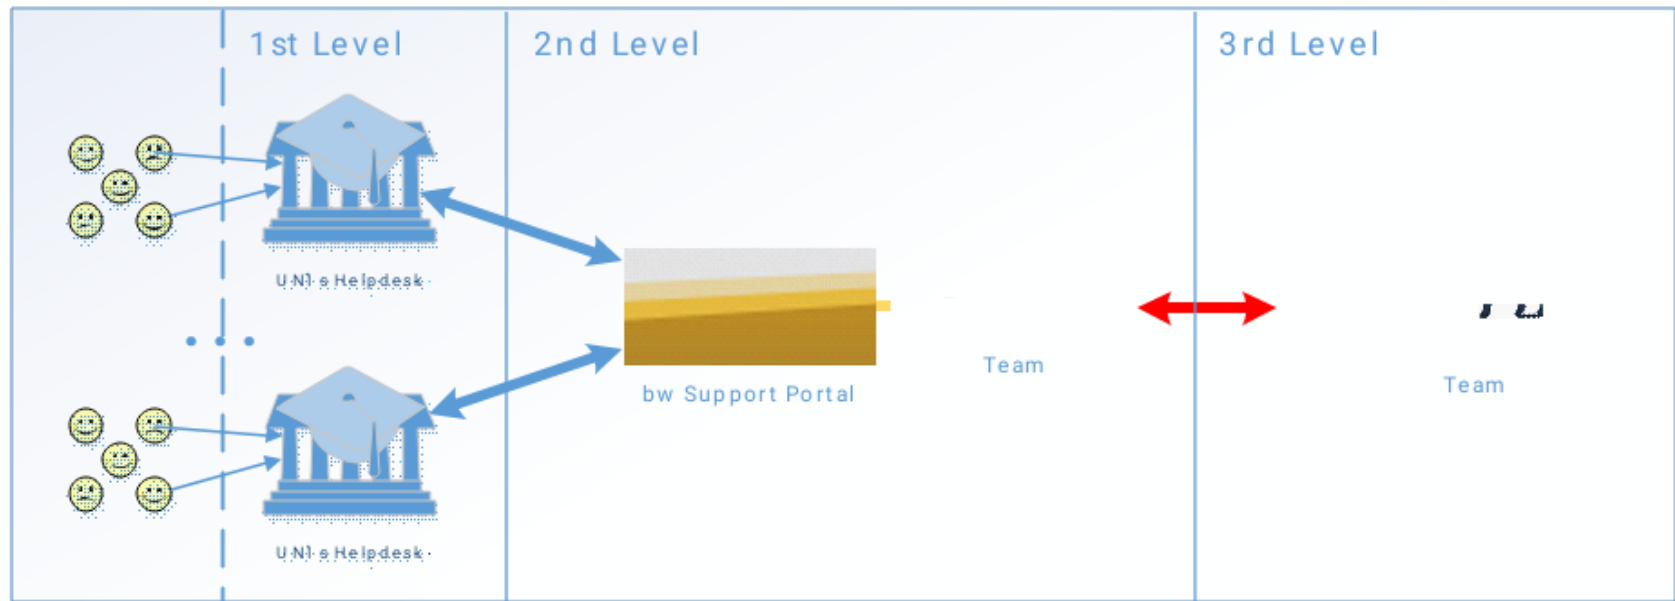 1st Level
2nd Level
3rd Level
UNI s Helpdesk
bw Support Portal
Team
Team
UNI s Helpdesk